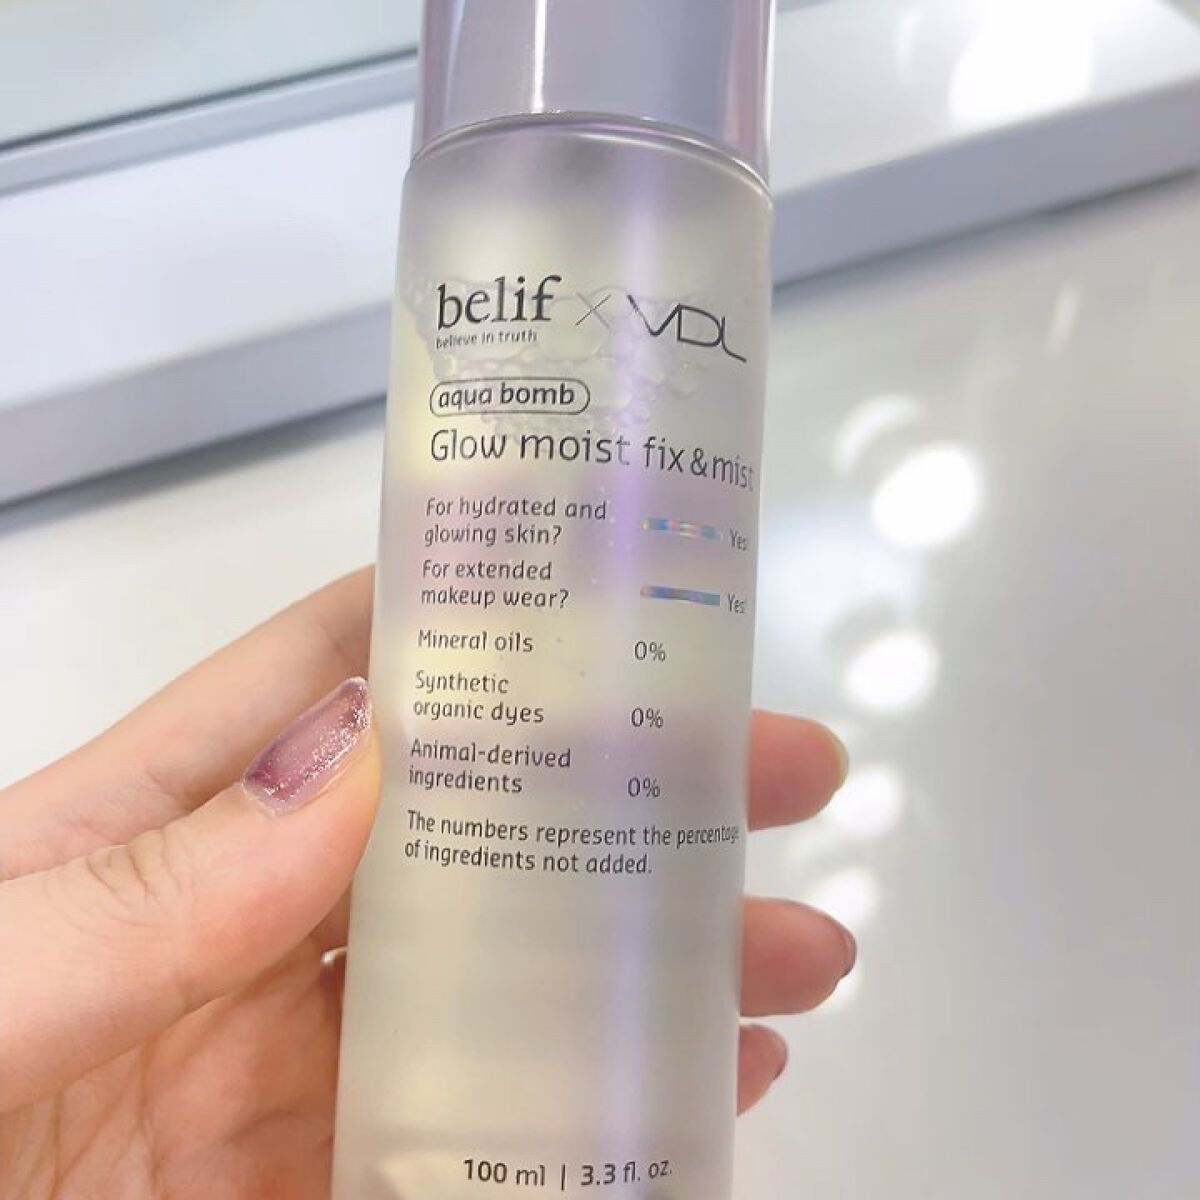 belif × VDL
believe in truth
aqua bomb
Glow moist fix & mist
For hydrated and
glowing skin? Yes!
For extended
makeup wear? Yes!
Mineral oils 0%
Synthetic
organic dyes 0%
Animal-derived
ingredients 0%
The numbers represent the percentage
of ingredients not added.
100 ml | 3.3 fl. oz.